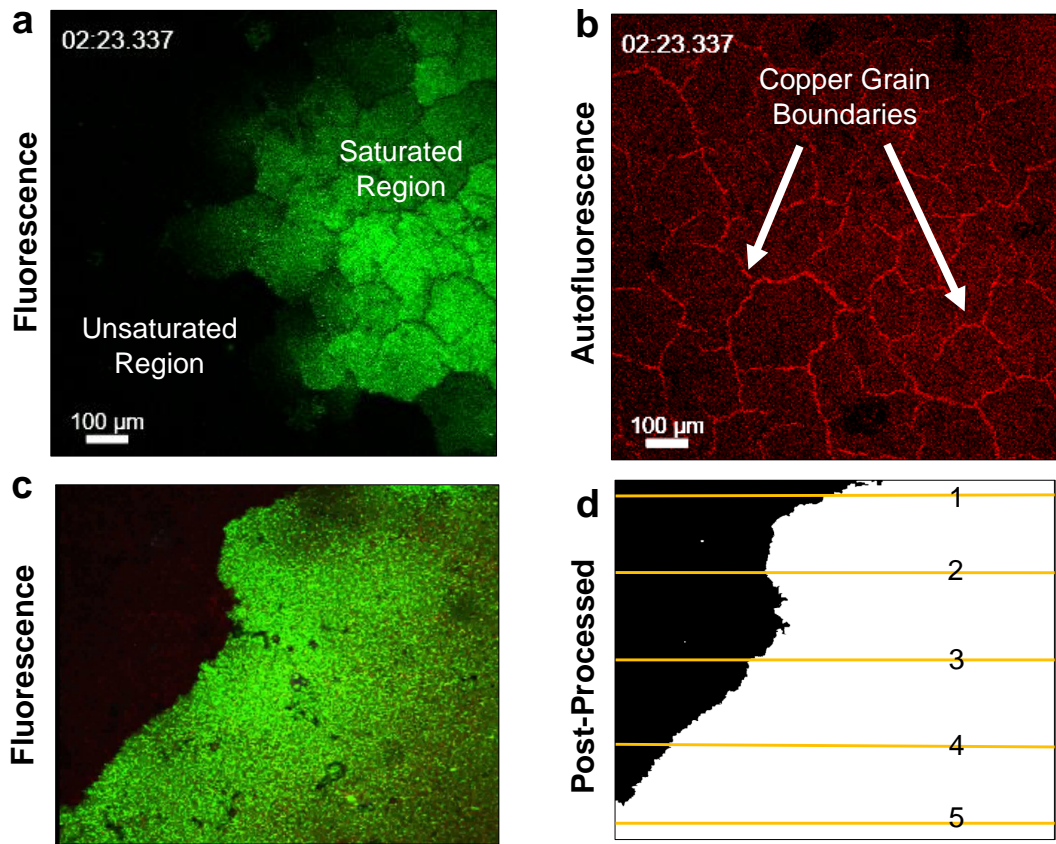 a
Fluorescence
02:23.337
Saturated
Region
Unsaturated
Region
100 µm
b
Autofluorescence
02:23.337
Copper Grain
Boundaries
100 µm
c
Fluorescence
d
Post-Processed
1
2
3
4
5